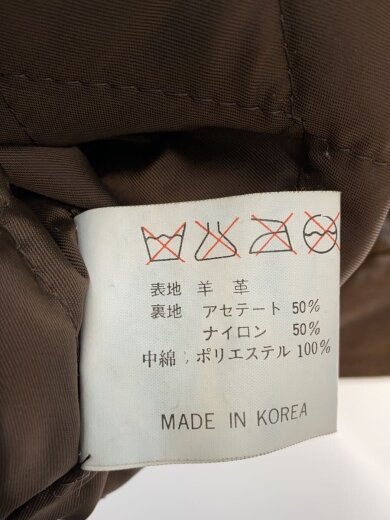 表地 羊革
裏地 アセテート 50%
ナイロン 50%
中綿 ポリエステル 100%
MADE IN KOREA